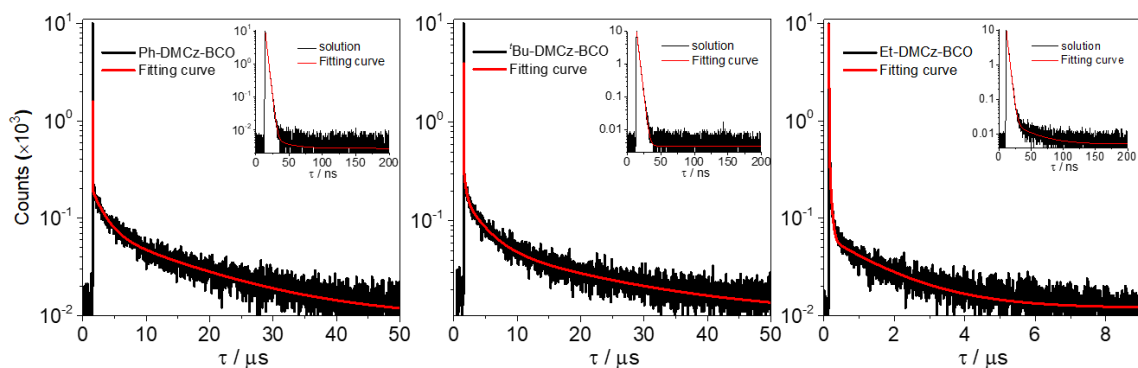 Counts (×10³)
10¹
10⁰
10⁻¹
10⁻²
Ph-DMCz-BCO
Fitting curve
10¹
10⁰
10⁻¹
10⁻²
solution
Fitting curve
0 50 100 150 200
τ / ns
0 10 20 30 40 50
τ / μs
10¹
10⁰
10⁻¹
10⁻²
ᵗBu-DMCz-BCO
Fitting curve
10
1
0.1
0.01
solution
Fitting curve
0 50 100 150 200
τ / ns
0 10 20 30 40 50
τ / μs
10¹
10⁰
10⁻¹
10⁻²
Et-DMCz-BCO
Fitting curve
10
1
0.1
0.01
solution
Fitting curve
0 50 100 150 200
τ / ns
0 2 4 6 8
τ / μs